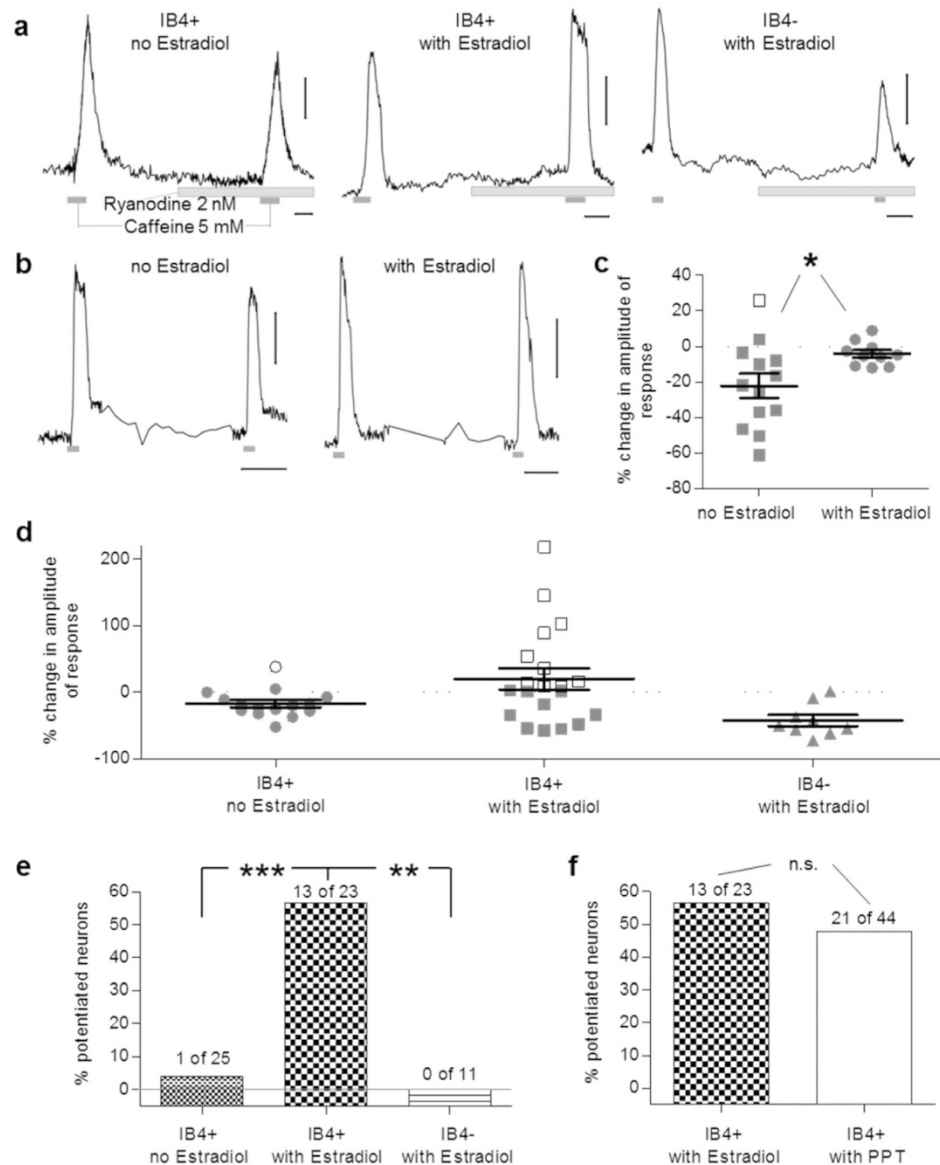 a
IB4+
no Estradiol
IB4+
with Estradiol
IB4-
with Estradiol
Ryanodine 2 nM
Caffeine 5 mM
b
no Estradiol
with Estradiol
c
*
% change in amplitude of
response
40
20
0
-20
-40
-60
-80
no Estradiol
with Estradiol
d
% change in amplitude
of response
200
100
0
-100
IB4+
no Estradiol
IB4+
with Estradiol
IB4-
with Estradiol
e
% potentiated neurons
60
50
40
30
20
10
0
***
**
1 of 25
13 of 23
0 of 11
IB4+
no Estradiol
IB4+
with Estradiol
IB4-
with Estradiol
f
% potentiated neurons
60
50
40
30
20
10
0
n.s.
13 of 23
21 of 44
IB4+
with Estradiol
IB4+
with PPT